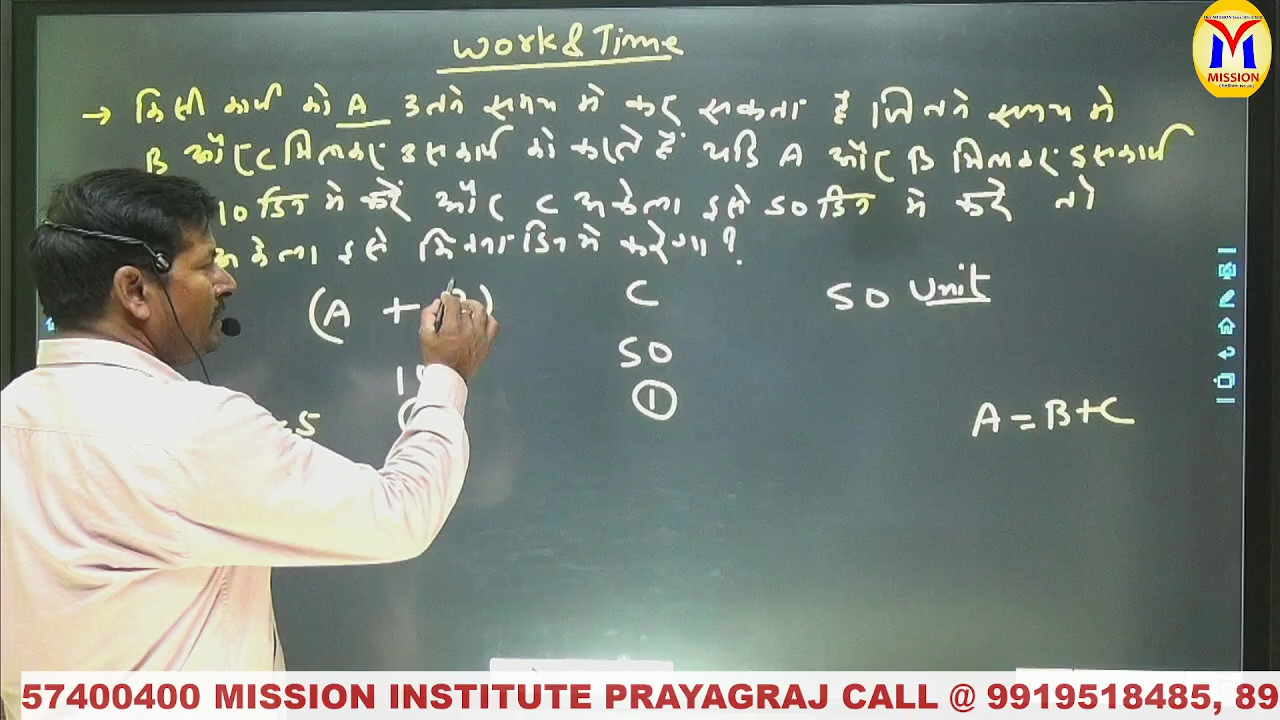 Work & Time
→ किसी कार्य को A उतने समय मे कर सकता है जितने समय मे
B और C मिलकर इस कार्य को करते हैं यदि A और B मिलकर इस कार्य
10 दिन मे करें और C अकेला इसे 50 दिन मे करे तो
अकेला इसे कितना दिन मे करेगा ?
(A + B) C 50 Unit
50
1
5
A = B + C
MISSION
57400400 MISSION INSTITUTE PRAYAGRAJ CALL @ 9919518485, 89